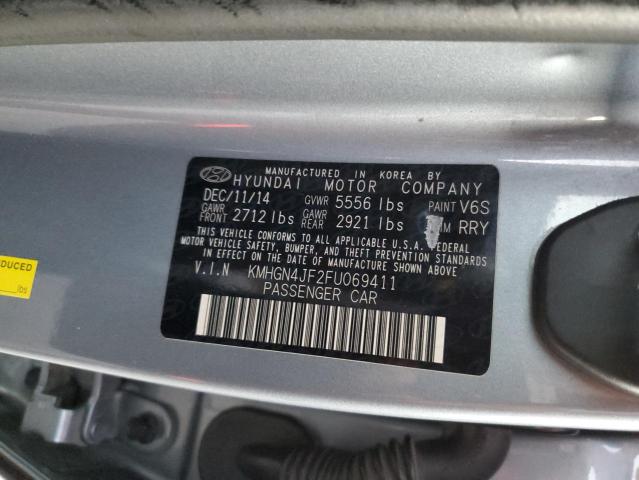 MANUFACTURED IN KOREA BY
HYUNDAI MOTOR COMPANY
DEC/11/14 GVWR 5556 lbs PAINT V6S
GAWR FRONT 2712 lbs GAWR REAR 2921 lbs RRY
THIS VEHICLE CONFORMS TO ALL APPLICABLE U.S.A. FEDERAL
MOTOR VEHICLE SAFETY, BUMPER, AND THEFT PREVENTION STANDARDS
IN EFFECT ON THE DATE OF MANUFACTURE SHOWN ABOVE.
V.I.N KMHGN4JF2FU069411
PASSENGER CAR
lbs